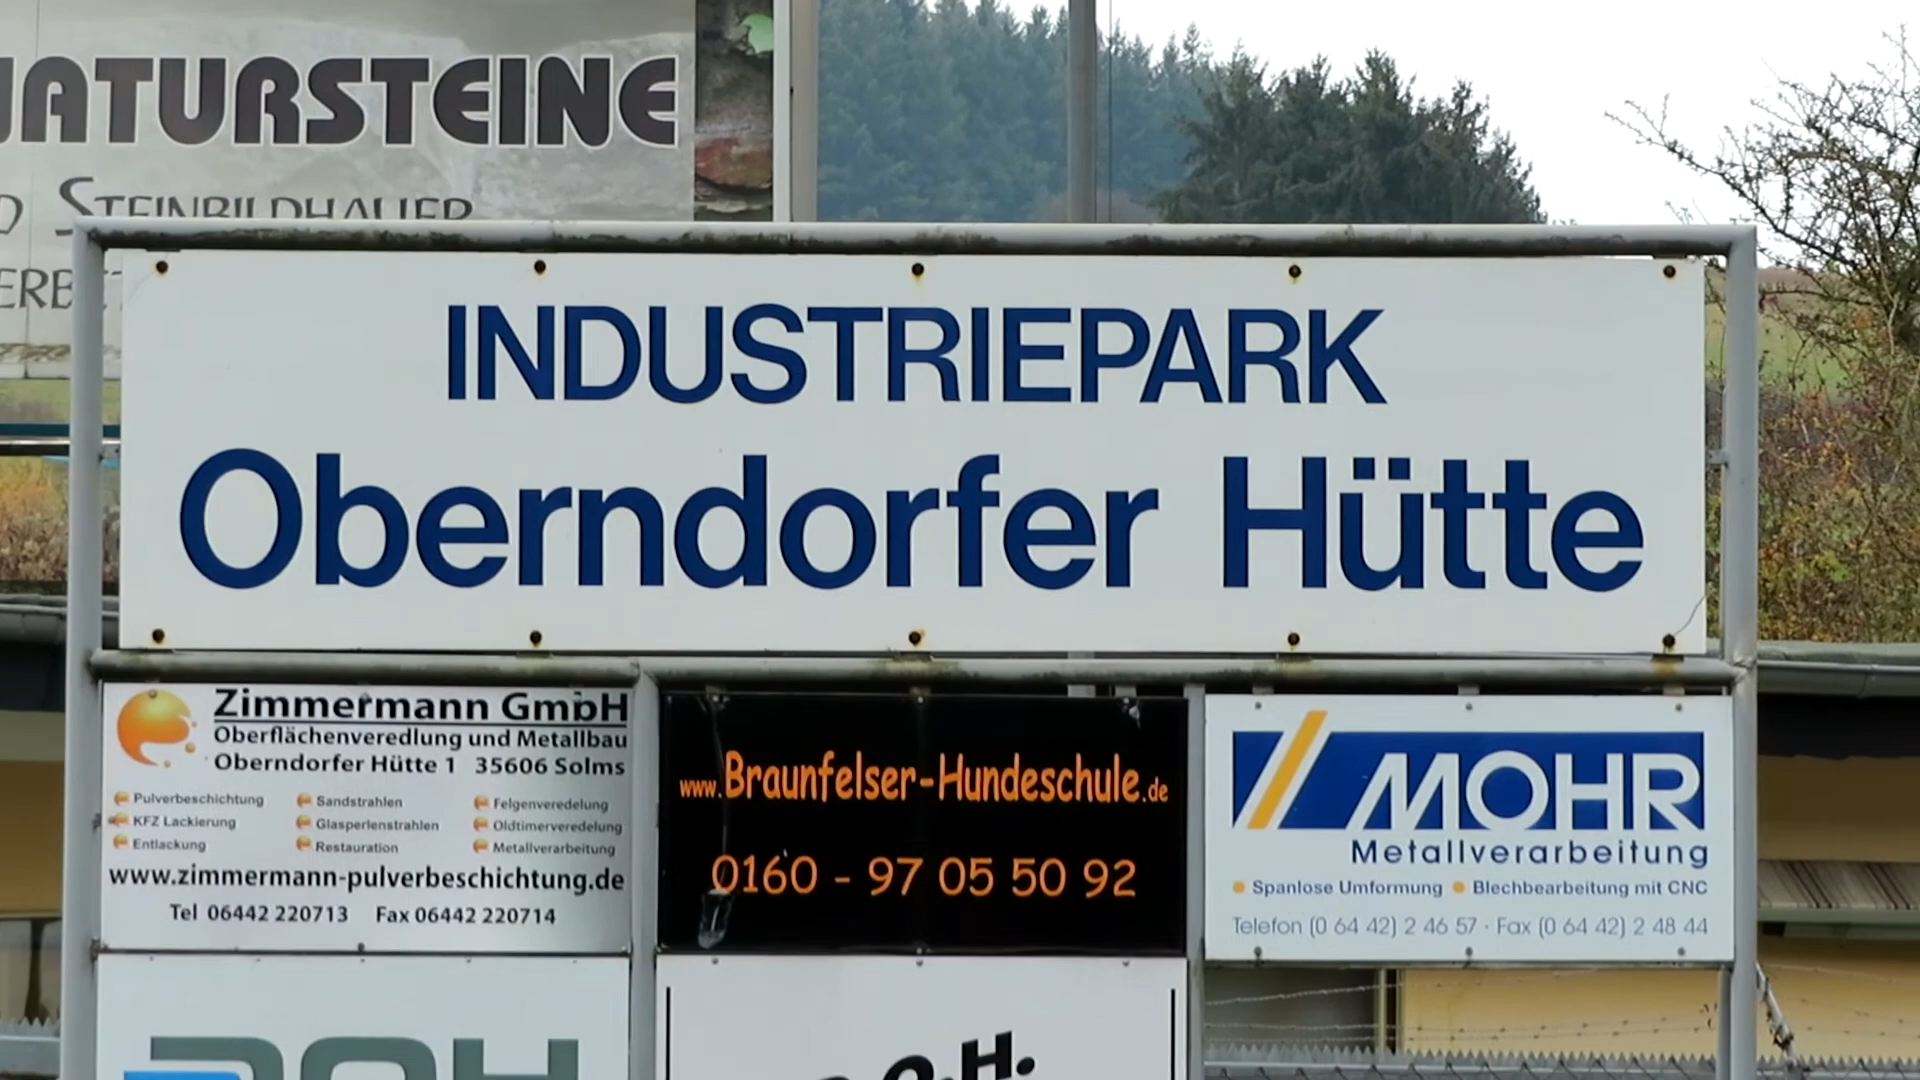 NATURSTEINE
STEINBILDHAUER
INDUSTRIEPARK
Oberndorfer Hütte
Zimmermann GmbH
Oberflächenveredlung und Metallbau
Oberndorfer Hütte 1 35606 Solms
Pulverbeschichtung Sandstrahlen Felgenveredelung
KFZ Lackierung Glasperlenstrahlen Oldtimerveredelung
Entlackung Restauration Metallverarbeitung
www.zimmermann-pulverbeschichtung.de
Tel 06442 220713 Fax 06442 220714
www.Braunfelser-Hundeschule.de
0160 - 97 05 50 92
MOHR
Metallverarbeitung
Spanlose Umformung Blechbearbeitung mit CNC
Telefon (0 64 42) 2 46 57 · Fax (0 64 42) 2 48 44